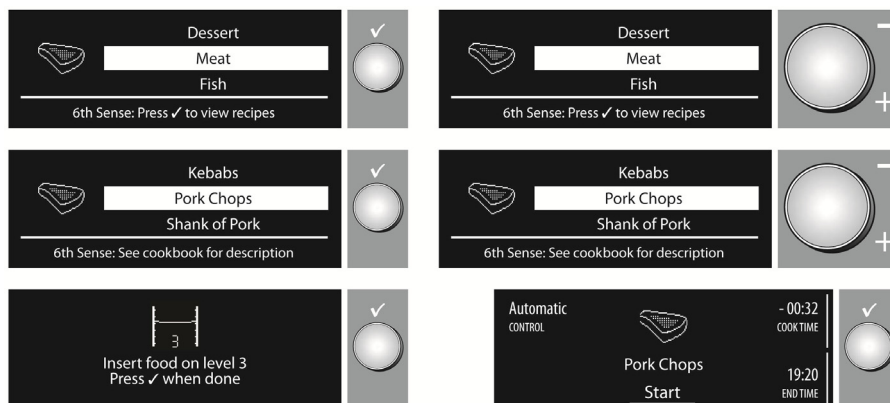 Dessert
Meat
Fish
6th Sense: Press ✓ to view recipes
✓
Dessert
Meat
Fish
6th Sense: Press ✓ to view recipes
−
+
Kebabs
Pork Chops
Shank of Pork
6th Sense: See cookbook for description
✓
Kebabs
Pork Chops
Shank of Pork
6th Sense: See cookbook for description
−
+
3
Insert food on level 3
Press ✓ when done
✓
Automatic
CONTROL
- 00:32
COOK TIME
Pork Chops
Start
19:20
END TIME
✓